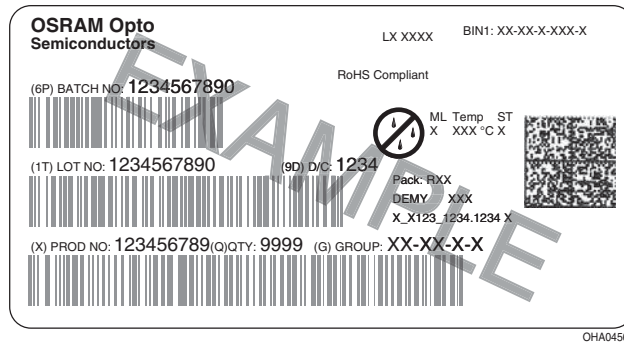 OSRAM Opto
Semiconductors
LX XXXX
BIN1: XX-XX-X-XXX-X
RoHS Compliant
(6P) BATCH NO: 1234567890
ML Temp ST
X XXX °C X
(1T) LOT NO: 1234567890
(9D) D/C: 1234
Pack: RXX
DEMY XXX
X_X123_1234.1234 X
(X) PROD NO: 123456789(Q)QTY: 9999 (G) GROUP: XX-XX-X-X
EXAMPLE